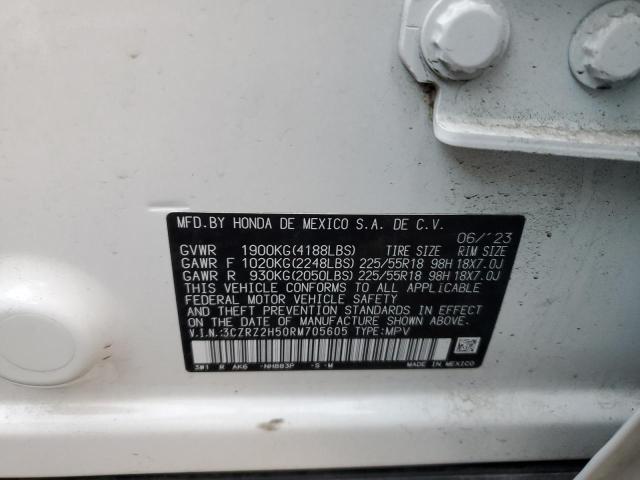 MFD.BY HONDA DE MEXICO S.A. DE C.V.
06/'23
GVWR 1900KG(4188LBS) TIRE SIZE RIM SIZE
GAWR F 1020KG(2248LBS) 225/55R18 98H 18X7.0J
GAWR R 930KG(2050LBS) 225/55R18 98H 18X7.0J
THIS VEHICLE CONFORMS TO ALL APPLICABLE
FEDERAL MOTOR VEHICLE SAFETY
AND THEFT PREVENTION STANDARDS IN EFFECT ON
THE DATE OF MANUFACTURE SHOWN ABOVE.
V.I.N.:3CZRZ2H50RM705605 TYPE:MPV
3W1 R AK6 -NH883P -S -M MADE IN MEXICO